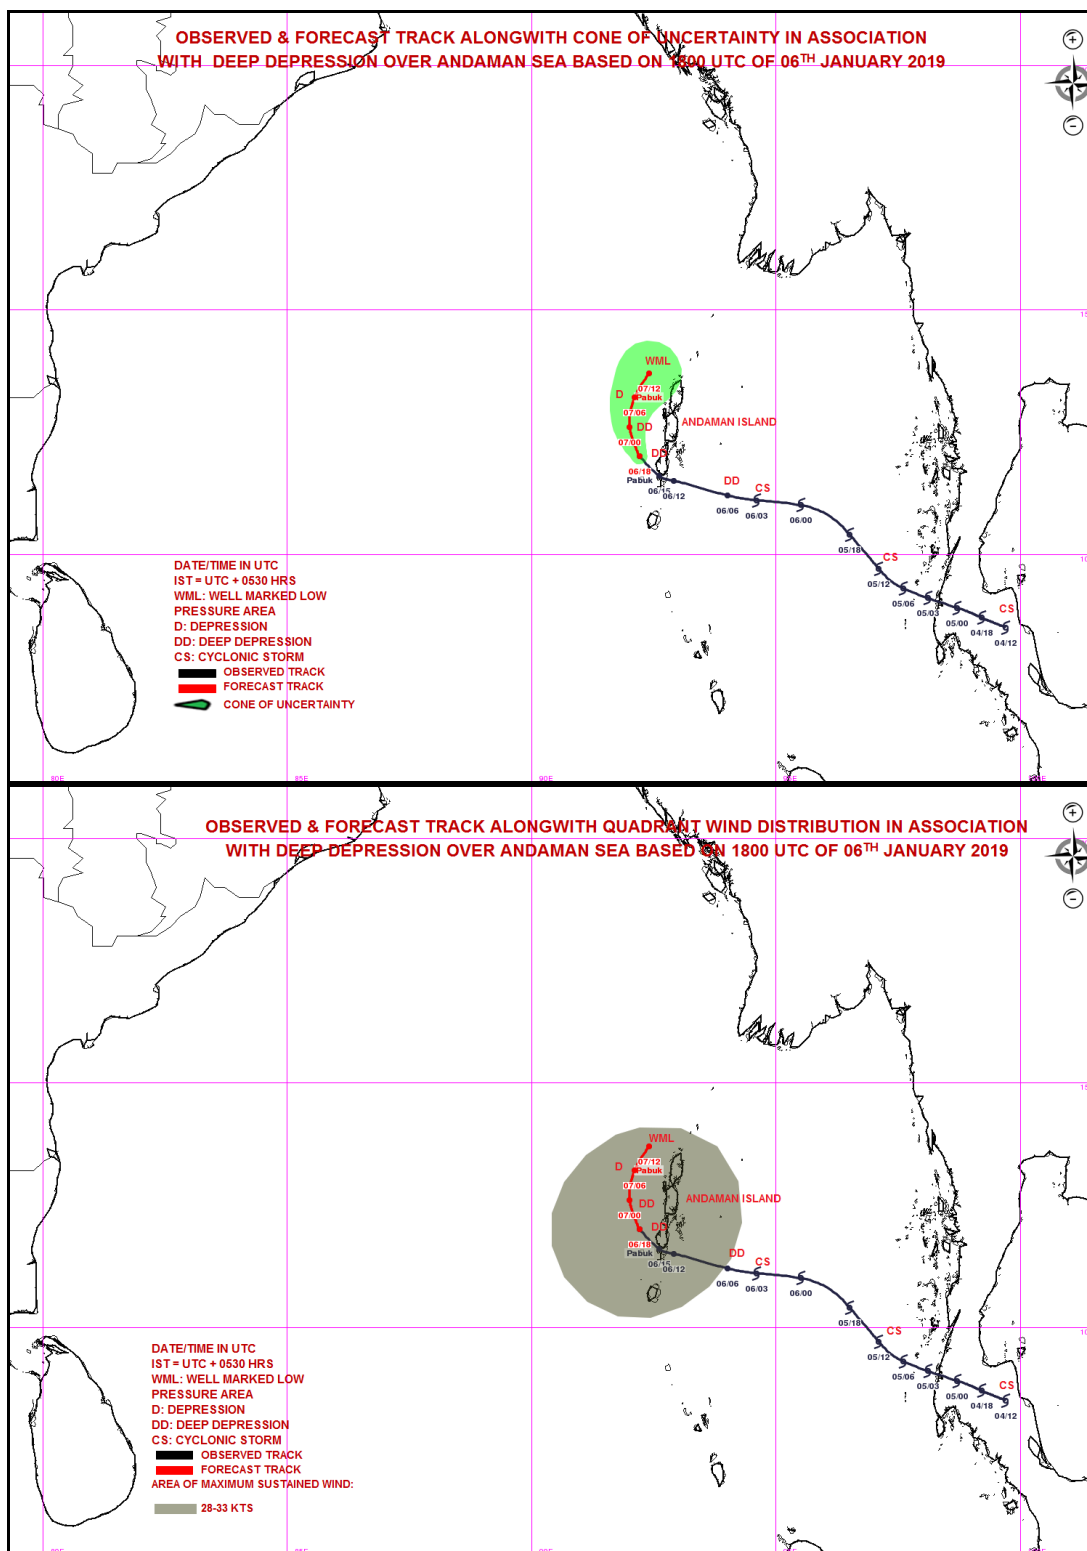 OBSERVED & FORECAST TRACK ALONGWITH CONE OF UNCERTAINTY IN ASSOCIATION
WITH DEEP DEPRESSION OVER ANDAMAN SEA BASED ON 1800 UTC OF 06TH JANUARY 2019
15
WML
07/12
D
Pabuk
07/06
DD
ANDAMAN ISLAND
07/00
DD
06/18
Pabuk
06/15
06/12
DD
CS
06/06
06/03
06/00
05/18
CS
05/12
05/06
05/03
05/00
04/18
CS
04/12
10
DATE/TIME IN UTC
IST = UTC + 0530 HRS
WML: WELL MARKED LOW
PRESSURE AREA
D: DEPRESSION
DD: DEEP DEPRESSION
CS: CYCLONIC STORM
OBSERVED TRACK
FORECAST TRACK
CONE OF UNCERTAINTY
80E
85E
90E
OBSERVED & FORECAST TRACK ALONGWITH QUADRANT WIND DISTRIBUTION IN ASSOCIATION
WITH DEEP DEPRESSION OVER ANDAMAN SEA BASED ON 1800 UTC OF 06TH JANUARY 2019
15
WML
07/12
D
Pabuk
07/06
DD
ANDAMAN ISLAND
07/00
DD
06/18
Pabuk
06/15
06/12
DD
CS
06/06
06/03
06/00
05/18
CS
05/12
05/06
05/03
05/00
04/18
CS
04/12
10
DATE/TIME IN UTC
IST = UTC + 0530 HRS
WML: WELL MARKED LOW
PRESSURE AREA
D: DEPRESSION
DD: DEEP DEPRESSION
CS: CYCLONIC STORM
OBSERVED TRACK
FORECAST TRACK
AREA OF MAXIMUM SUSTAINED WIND:
28-33 KTS